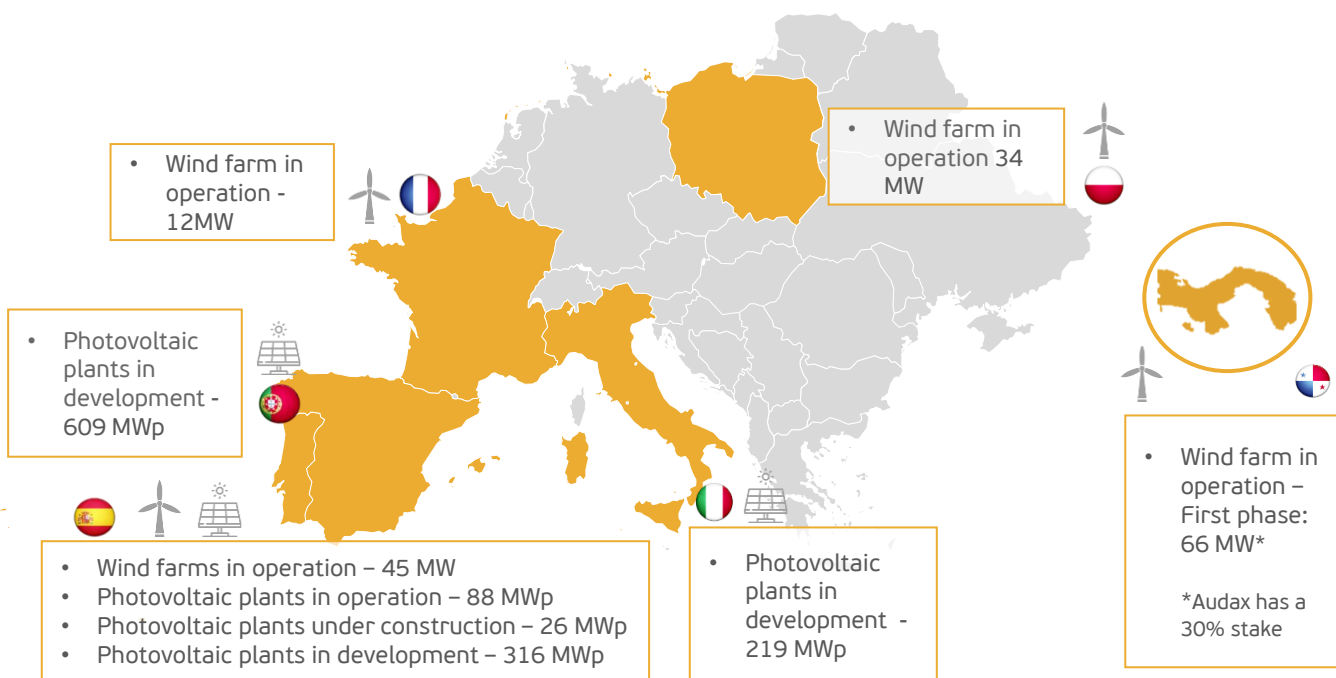 • Wind farm in
operation -
12MW
• Wind farm in
operation 34
MW
• Photovoltaic
plants in
development -
609 MWp
• Wind farms in operation – 45 MW
• Photovoltaic plants in operation – 88 MWp
• Photovoltaic plants under construction – 26 MWp
• Photovoltaic plants in development – 316 MWp
• Photovoltaic
plants in
development -
219 MWp
• Wind farm in
operation –
First phase:
66 MW*
*Audax has a
30% stake